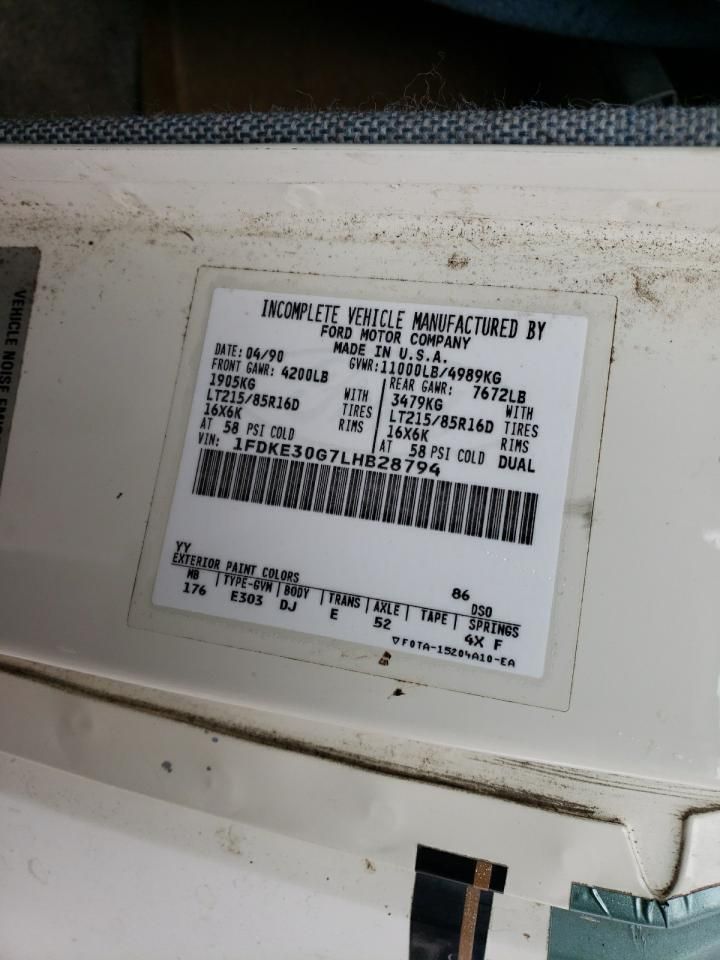 VEHICLE NOISE
INCOMPLETE VEHICLE MANUFACTURED BY
FORD MOTOR COMPANY
MADE IN U.S.A.
DATE: 04/90 GVWR:11000LB/4989KG
FRONT GAWR: 4200LB
1905KG WITH
LT215/85R16D TIRES
16X6K RIMS
AT 58 PSI COLD
REAR GAWR: 7672LB
3479KG WITH
LT215/85R16D TIRES
16X6K RIMS
AT 58 PSI COLD DUAL
VIN: 1FDKE30G7LHB28794
YY
EXTERIOR PAINT COLORS 86 DSO
WB TYPE-GVM BODY TRANS AXLE TAPE SPRINGS
176 E303 DJ E 52 4X F
▽F0TA-15204A10-EA